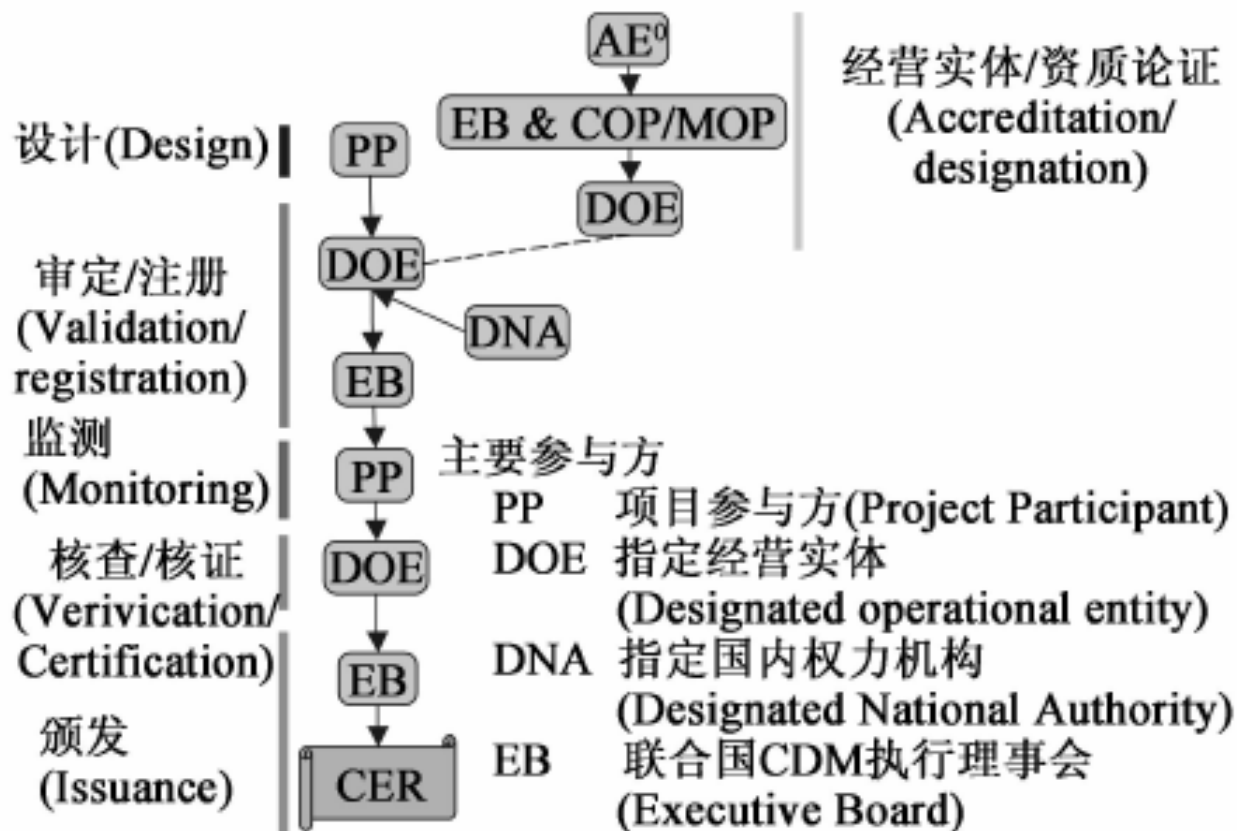 AE⁰
EB & COP/MOP
DOE
经营实体/资质论证
(Accreditation/
designation)
设计(Design)
PP
审定/注册
(Validation/
registration)
DOE
DNA
EB
监测
(Monitoring)
PP
核查/核证
(Verivication/
Certification)
DOE
EB
颁发
(Issuance)
CER
主要参与方
PP 项目参与方(Project Participant)
DOE 指定经营实体
(Designated operational entity)
DNA 指定国内权力机构
(Designated National Authority)
EB 联合国CDM执行理事会
(Executive Board)